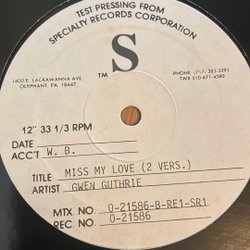 TEST PRESSING FROM
SPECIALTY RECORDS CORPORATION
S
TM
1400 E. LACKAWANNA AVE.
OLYPHANT, PA. 18447
PHONE: (717) 383-3291
TWX 510-671-4580
12" 33 1/3 RPM
DATE
ACC'T W. B.
TITLE MISS MY LOVE (2 VERS.)
ARTIST GWEN GUTHRIE
MTX. NO. 0-21586-B-RE1-SR1
REC. NO. 0-21586